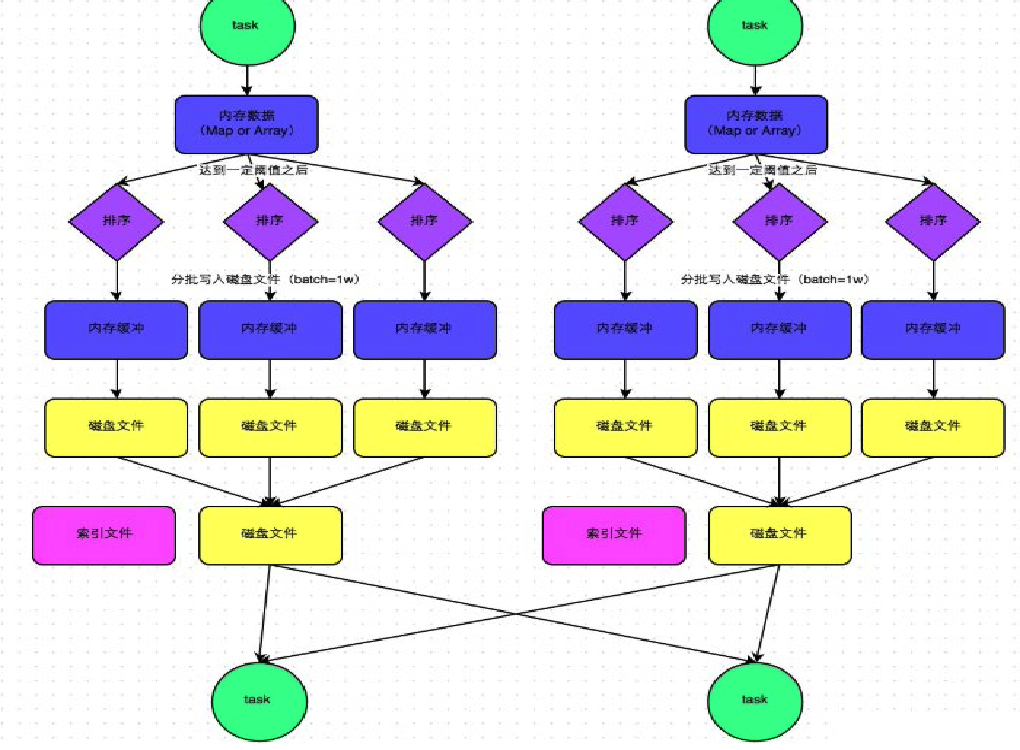 task
task
内存数据
（Map or Array）
内存数据
（Map or Array）
达到一定阈值之后
达到一定阈值之后
排序
排序
排序
排序
排序
排序
分批写入磁盘文件（batch=1w）
分批写入磁盘文件（batch=1w）
内存缓冲
内存缓冲
内存缓冲
内存缓冲
内存缓冲
内存缓冲
磁盘文件
磁盘文件
磁盘文件
磁盘文件
磁盘文件
磁盘文件
索引文件
磁盘文件
索引文件
磁盘文件
task
task